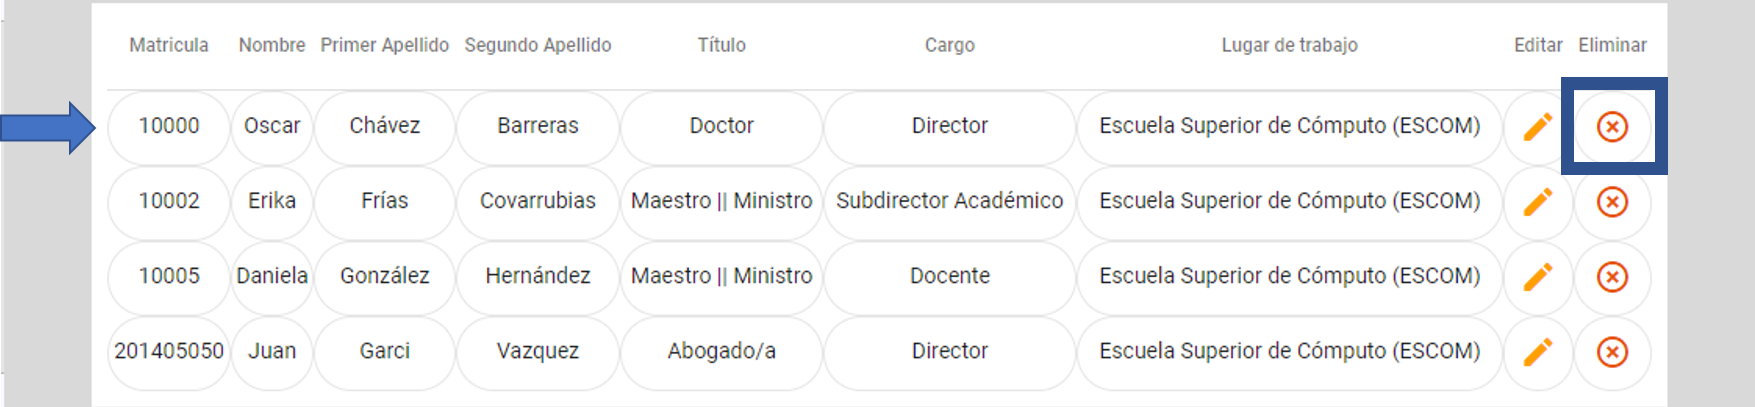 Matricula Nombre Primer Apellido Segundo Apellido Título Cargo Lugar de trabajo Editar Eliminar
10000 Oscar Chávez Barreras Doctor Director Escuela Superior de Cómputo (ESCOM)
10002 Erika Frías Covarrubias Maestro || Ministro Subdirector Académico Escuela Superior de Cómputo (ESCOM)
10005 Daniela González Hernández Maestro || Ministro Docente Escuela Superior de Cómputo (ESCOM)
201405050 Juan Garci Vazquez Abogado/a Director Escuela Superior de Cómputo (ESCOM)